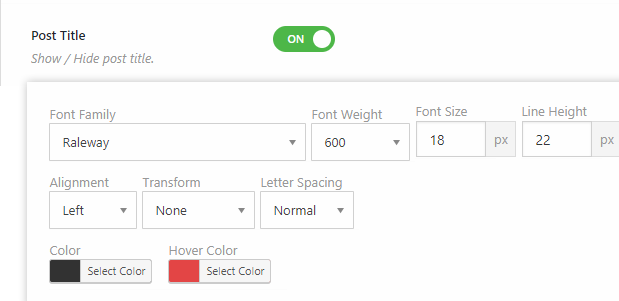 Post Title
ON
Show / Hide post title.
Font Family
Font Weight
Font Size
Line Height
Raleway
600
18 px
22 px
Alignment
Transform
Letter Spacing
Left
None
Normal
Color
Hover Color
Select Color
Select Color